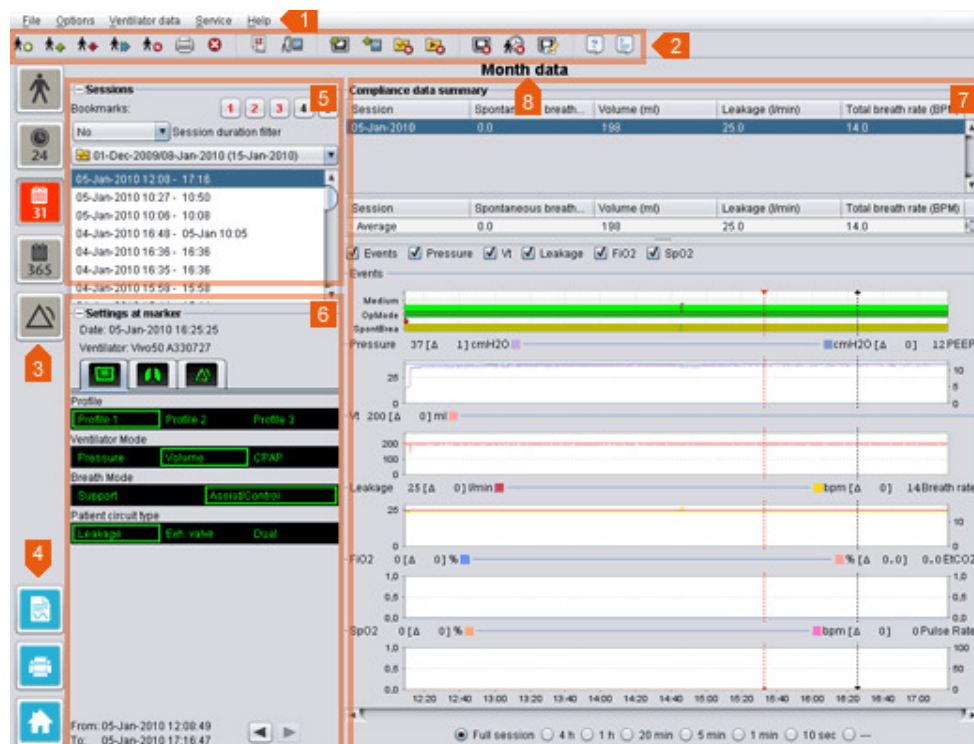 File Options Ventilator data Service Help 1
2
Month data
24
31
365
3
4
Sessions 5
Bookmarks: 1 2 3 4
No Session duration filter
01-Dec-2009/08-Jan-2010 (15-Jan-2010)
05-Jan-2010 12:08 - 17:16
05-Jan-2010 10:27 - 10:50
05-Jan-2010 10:06 - 10:08
04-Jan-2010 16:48 - 05-Jan 10:05
04-Jan-2010 16:36 - 16:36
04-Jan-2010 16:35 - 16:36
04-Jan-2010 15:58 - 15:58
Settings at marker 6
Date: 05-Jan-2010 16:25:25
Ventilator: Vivo50 A330727
Profile
Profile 1 Profile 2 Profile 3
Ventilator Mode
Pressure Volume CPAP
Breath Mode
Support Assist/Control
Patient circuit type
Leakage Exh. valve Dual
From: 05-Jan-2010 12:08:49
To: 05-Jan-2010 17:16:47
Compliance data summary 8 7
Session Spontaneous breath... Volume (ml) Leakage (l/min) Total breath rate (BPM)
05-Jan-2010 0.0 198 25.0 14.0
Session Spontaneous breath... Volume (ml) Leakage (l/min) Total breath rate (BPM)
Average 0.0 198 25.0 14.0
Events Pressure Vt Leakage FiO2 SpO2
Events
Medium
OpMode
SpontBrea
Pressure 37 [Δ 1] cmH2O cmH2O [Δ 0] 12 PEEP
25 10
5
0 0
Vt 200 [Δ 0] ml
200
100
0
Leakage 25 [Δ 0] l/min bpm [Δ 0] 14 Breath rate
25 10
0 0
FiO2 0 [Δ 0] % % [Δ 0.0] 0.0 EtCO2
1,0 1,0
0,5 0,5
0,0 0,0
SpO2 0 [Δ 0] % bpm [Δ 0] 0 Pulse Rate
1,0 100
0,5 50
0,0 0
12:20 12:40 13:00 13:20 13:40 14:00 14:20 14:40 15:00 15:20 15:40 16:00 16:20 16:40 17:00
Full session 4 h 1 h 20 min 5 min 1 min 10 sec ---